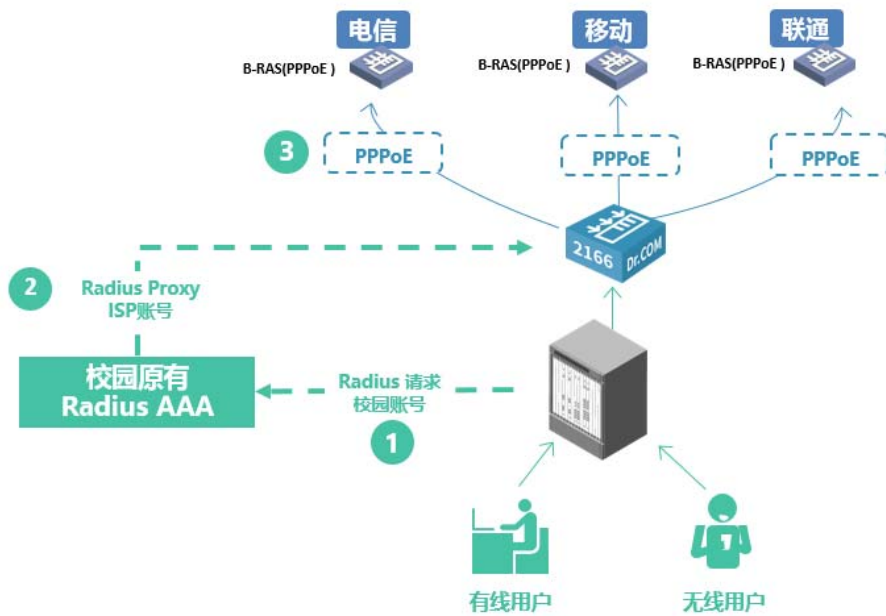 电信
移动
联通
B-RAS(PPPoE )
B-RAS(PPPoE )
B-RAS(PPPoE )
3
PPPoE
PPPoE
PPPoE
2166
Dr.COM
2
Radius Proxy
ISP账号
校园原有
Radius AAA
Radius 请求
校园账号
1
有线用户
无线用户